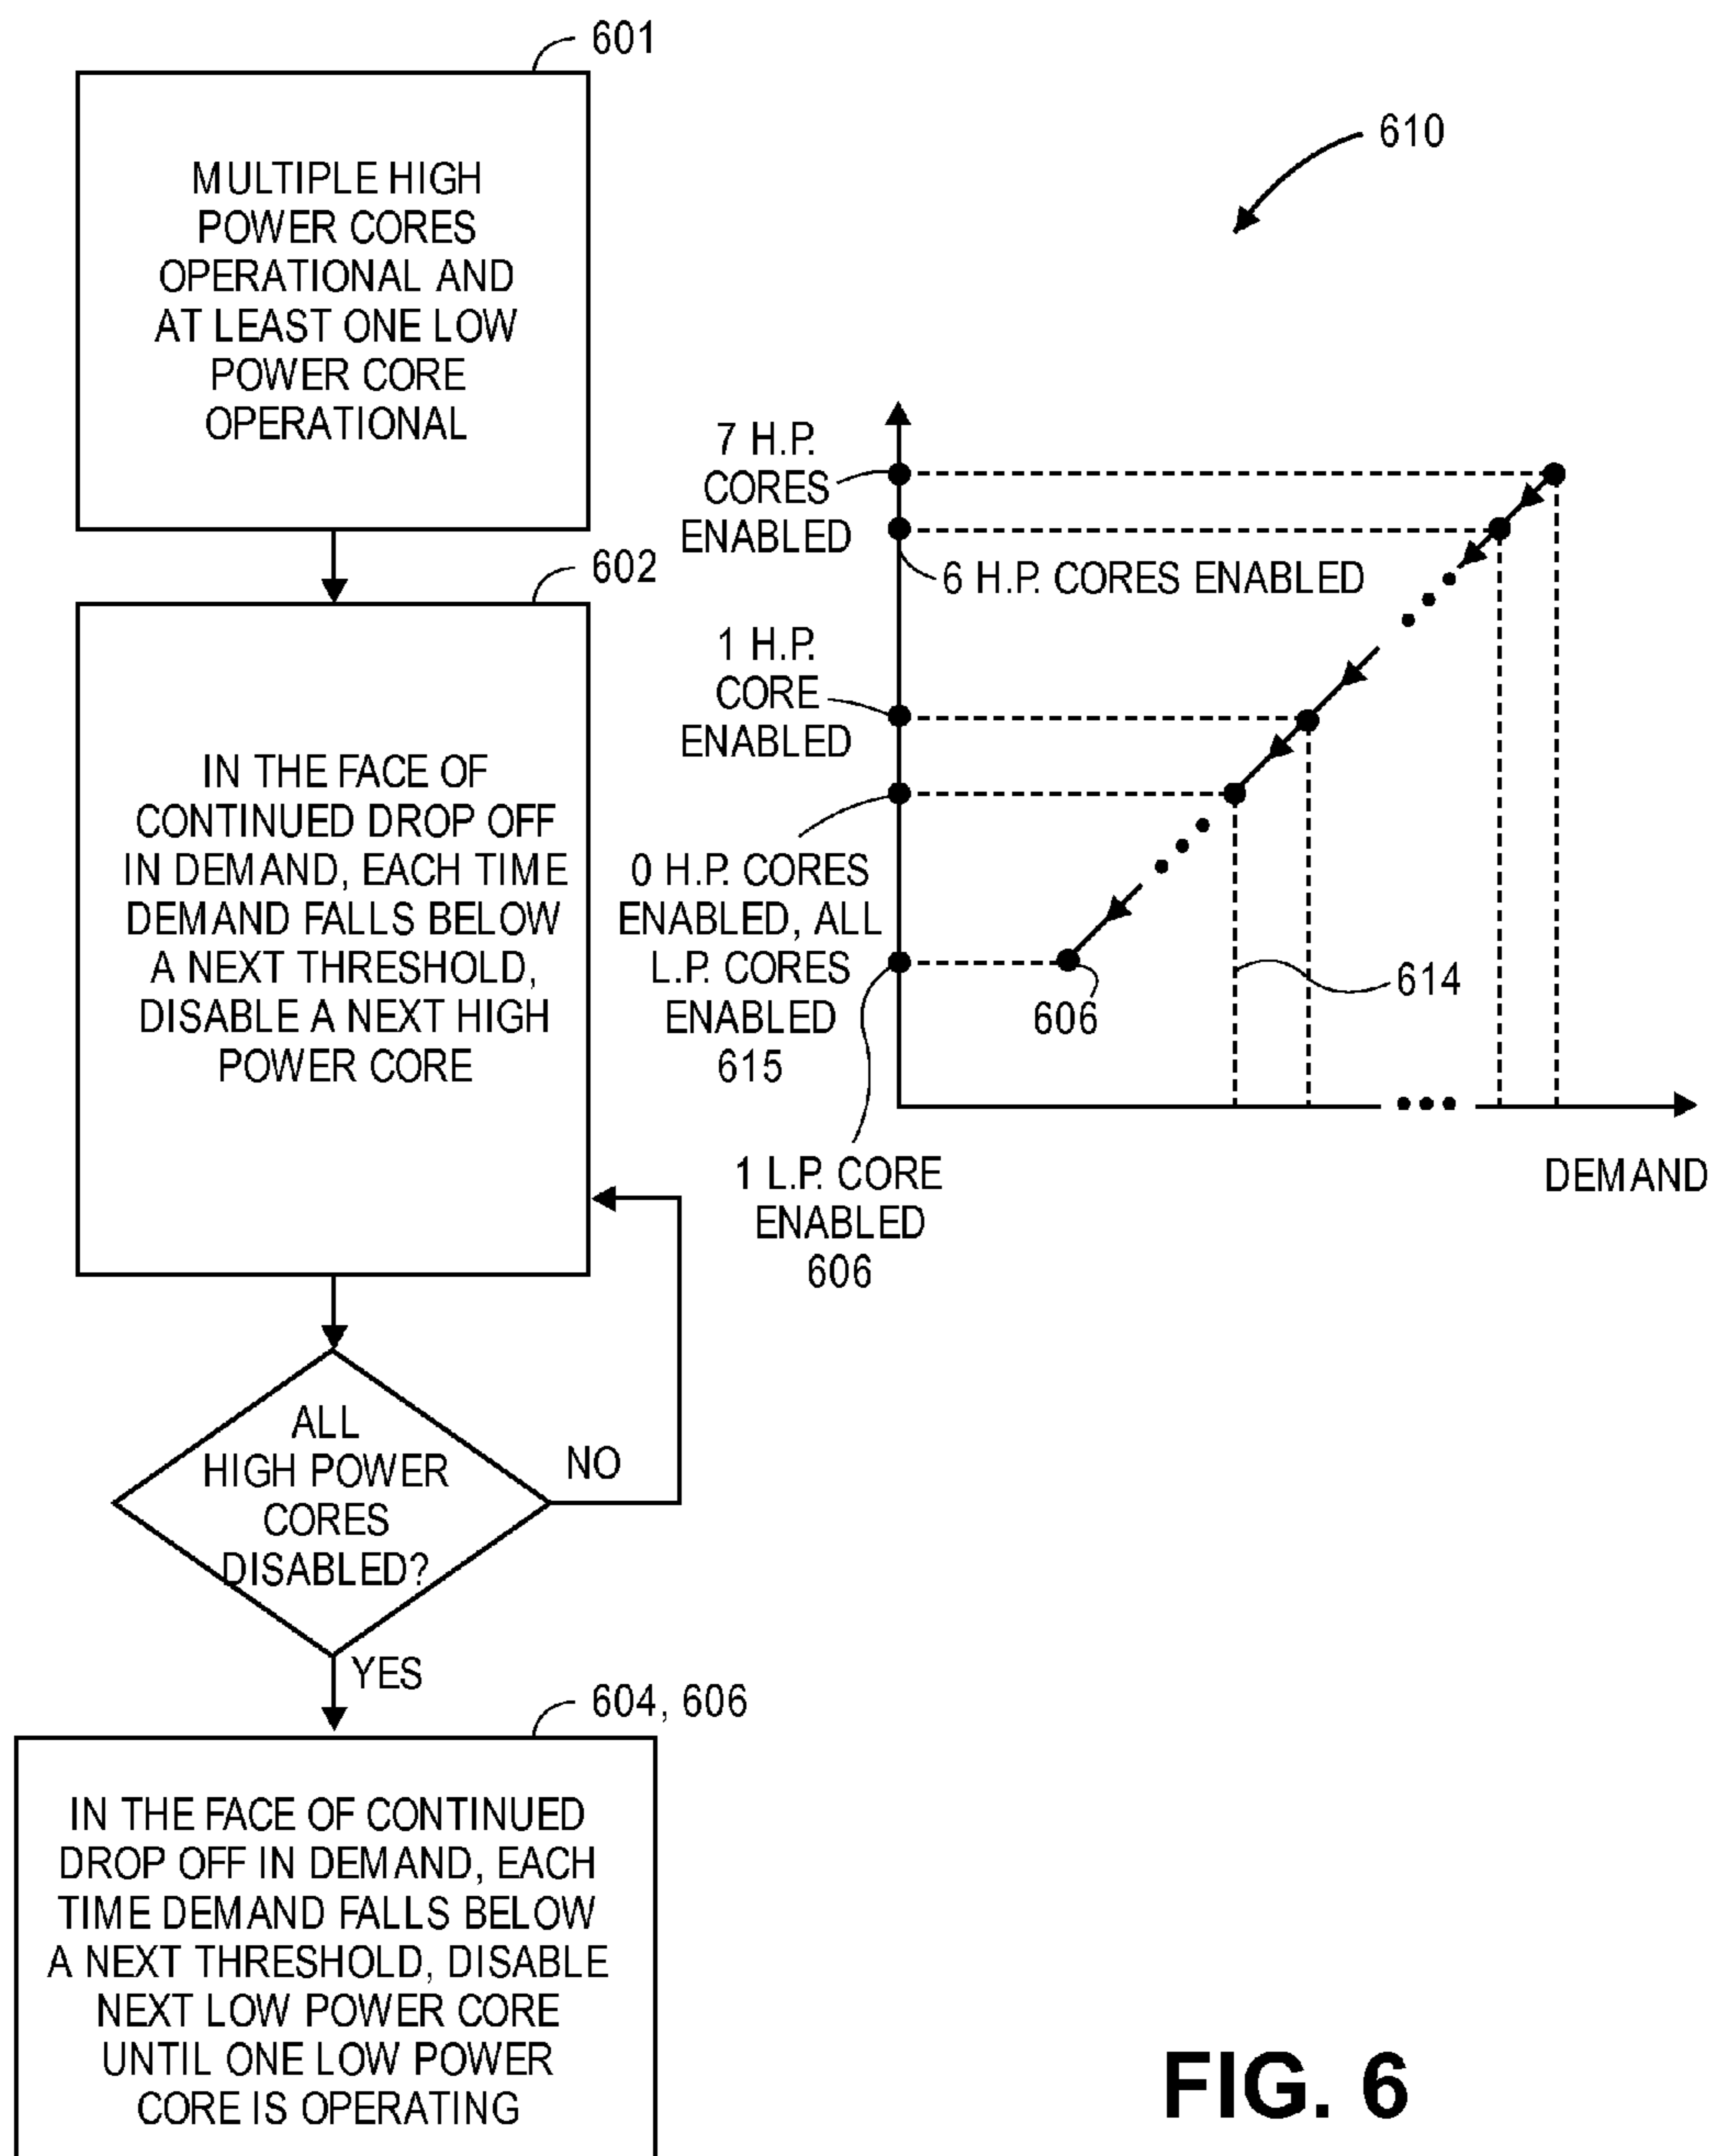 601
MULTIPLE HIGH
POWER CORES
OPERATIONAL AND
AT LEAST ONE LOW
POWER CORE
OPERATIONAL
602
IN THE FACE OF
CONTINUED DROP OFF
IN DEMAND, EACH TIME
DEMAND FALLS BELOW
A NEXT THRESHOLD,
DISABLE A NEXT HIGH
POWER CORE
ALL
HIGH POWER
CORES
DISABLED?
NO
YES
604, 606
IN THE FACE OF CONTINUED
DROP OFF IN DEMAND, EACH
TIME DEMAND FALLS BELOW
A NEXT THRESHOLD, DISABLE
NEXT LOW POWER CORE
UNTIL ONE LOW POWER
CORE IS OPERATING
610
7 H.P.
CORES
ENABLED
6 H.P. CORES ENABLED
1 H.P.
CORE
ENABLED
0 H.P. CORES
ENABLED, ALL
L.P. CORES
ENABLED
615
606
614
1 L.P. CORE
ENABLED
606
DEMAND
FIG. 6